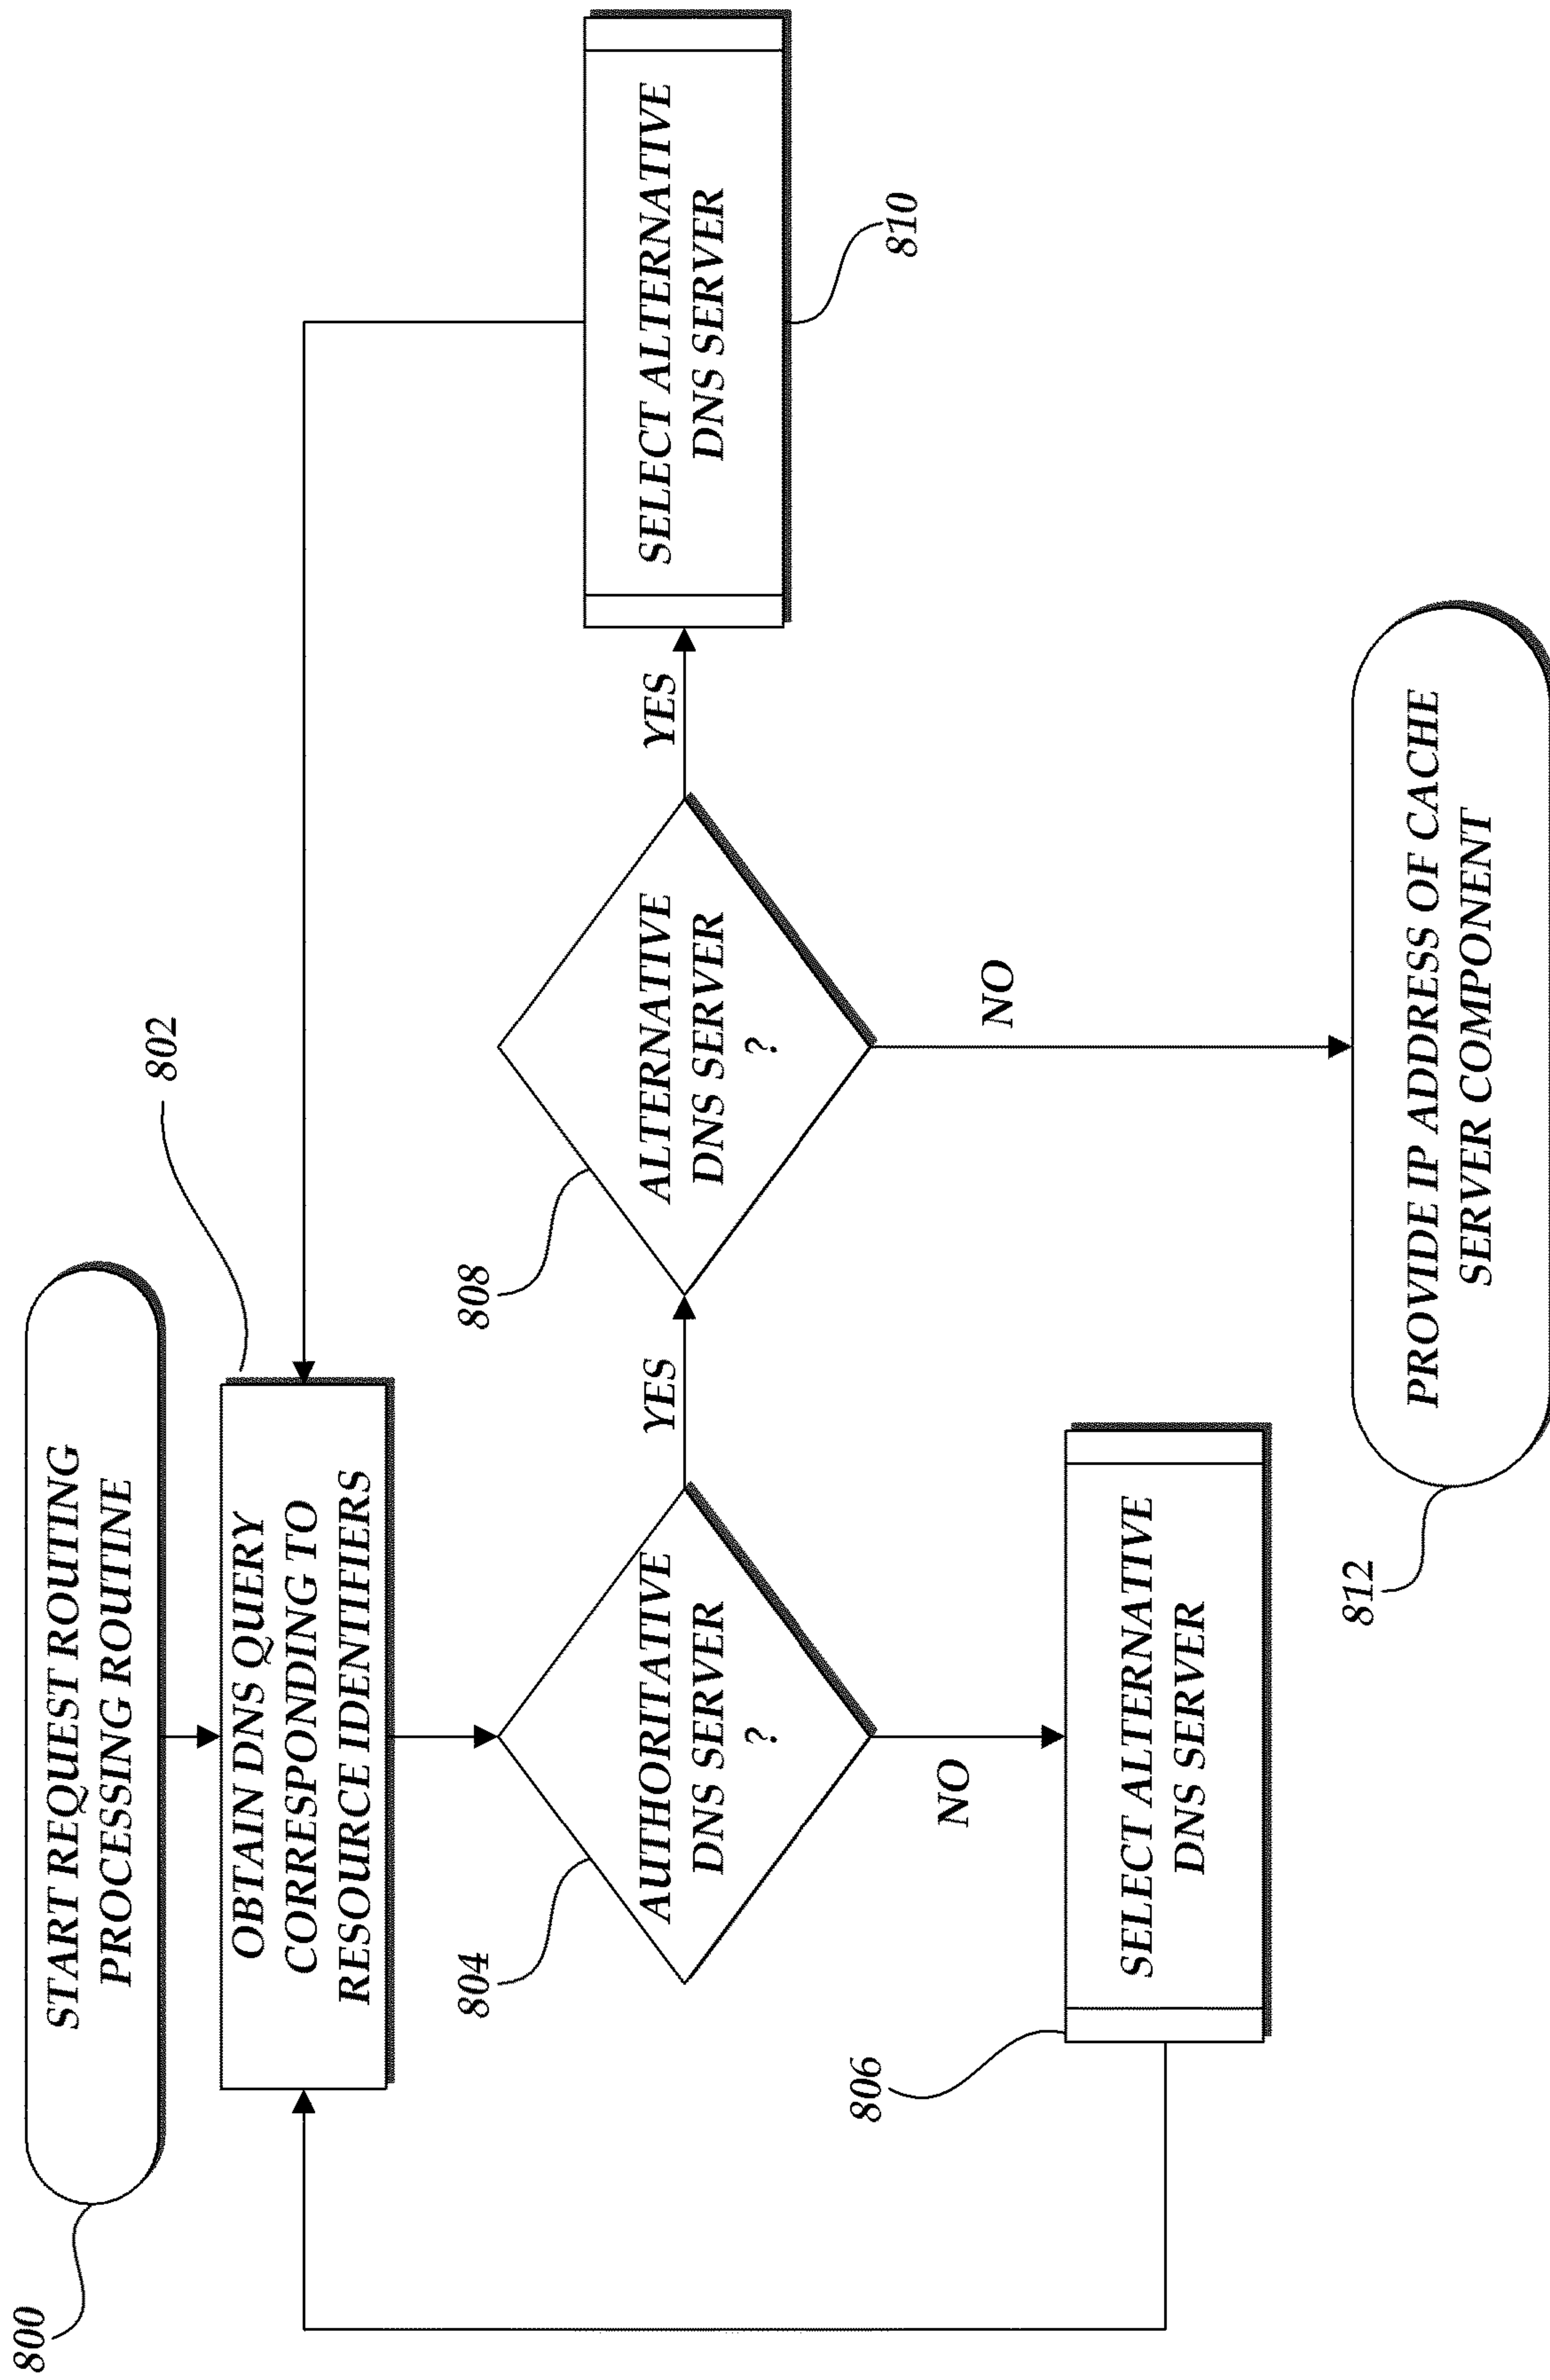 800
START REQUEST ROUTING
PROCESSING ROUTINE
802
OBTAIN DNS QUERY
CORRESPONDING TO
RESOURCE IDENTIFIERS
804
AUTHORITATIVE
DNS SERVER
?
YES
NO
806
SELECT ALTERNATIVE
DNS SERVER
808
ALTERNATIVE
DNS SERVER
?
YES
NO
SELECT ALTERNATIVE
DNS SERVER
810
812
PROVIDE IP ADDRESS OF CACHE
SERVER COMPONENT